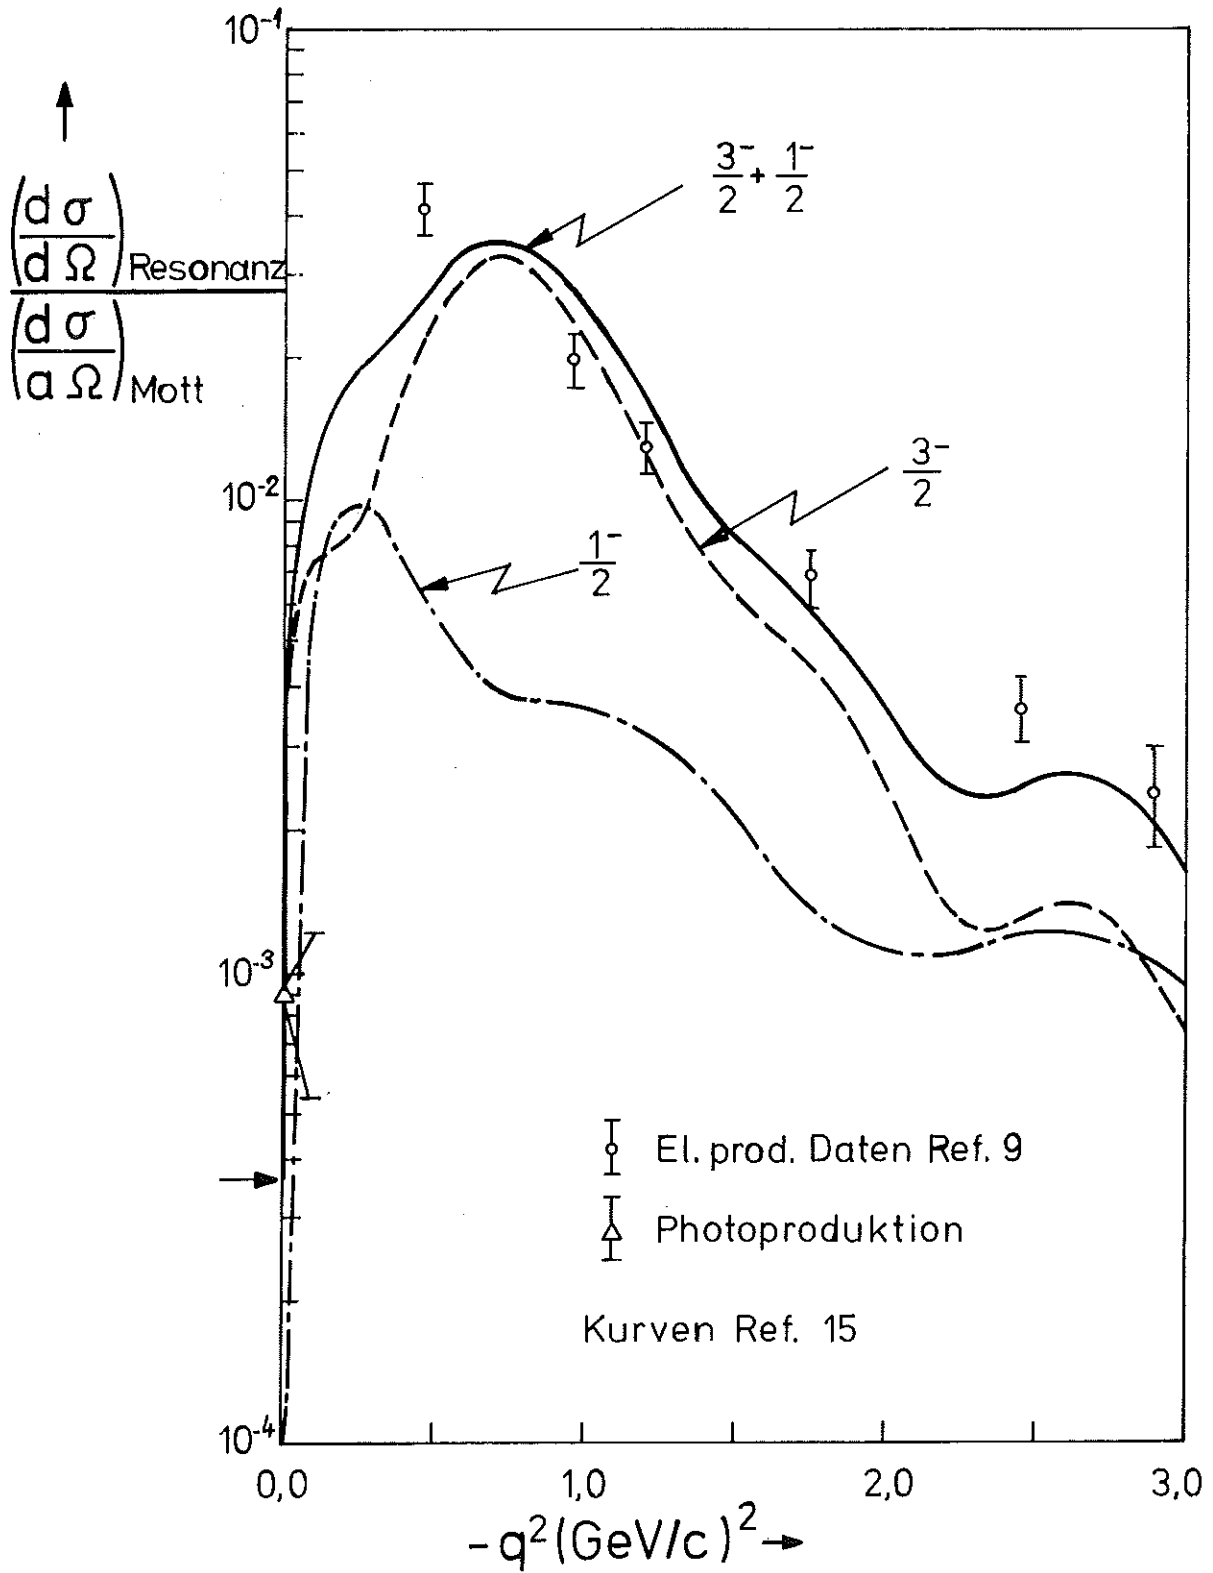 10⁻¹
↑
(dσ/dΩ)Resonanz
(dσ/aΩ)Mott
3⁻/2 + 1⁻/2
3⁻/2
10⁻²
1⁻/2
10⁻³
El. prod. Daten Ref. 9
Photoproduktion
Kurven Ref. 15
10⁻⁴
0,0 1,0 2,0 3,0
-q²(GeV/c)²→